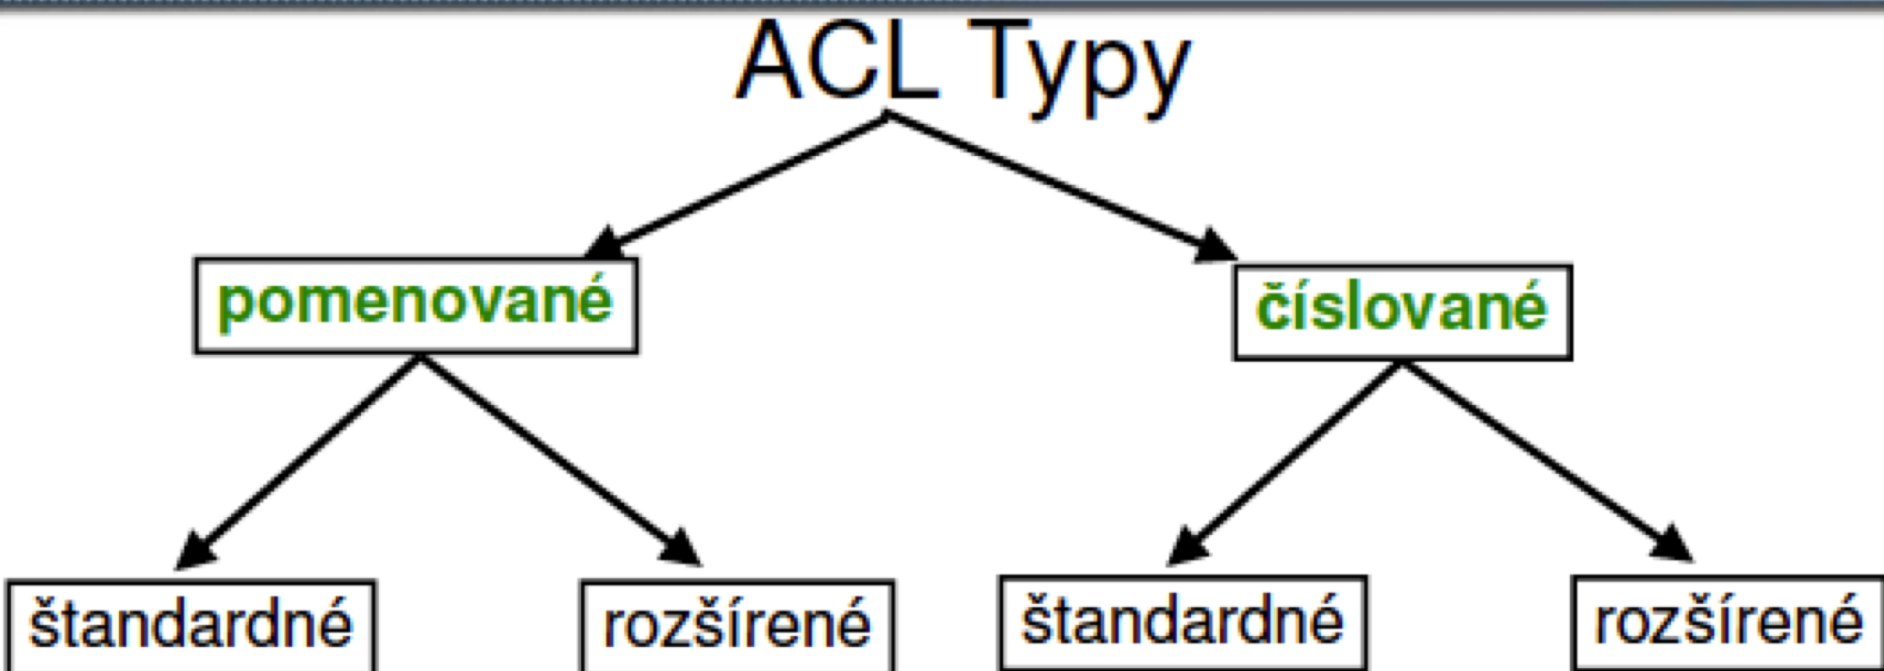 ACL Typy
pomenované
číslované
štandardné
rozšírené
štandardné
rozšírené